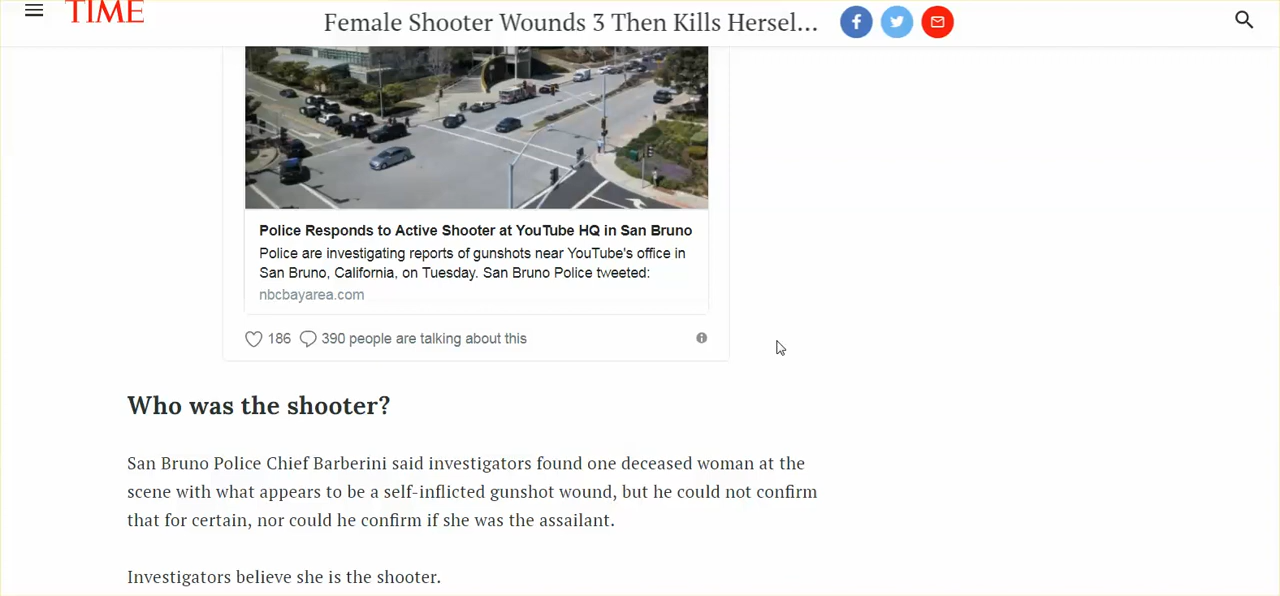 TIME
Female Shooter Wounds 3 Then Kills Hersel...
Police Responds to Active Shooter at YouTube HQ in San Bruno
Police are investigating reports of gunshots near YouTube's office in
San Bruno, California, on Tuesday. San Bruno Police tweeted:
nbcbayarea.com
186 390 people are talking about this
Who was the shooter?
San Bruno Police Chief Barberini said investigators found one deceased woman at the
scene with what appears to be a self-inflicted gunshot wound, but he could not confirm
that for certain, nor could he confirm if she was the assailant.
Investigators believe she is the shooter.